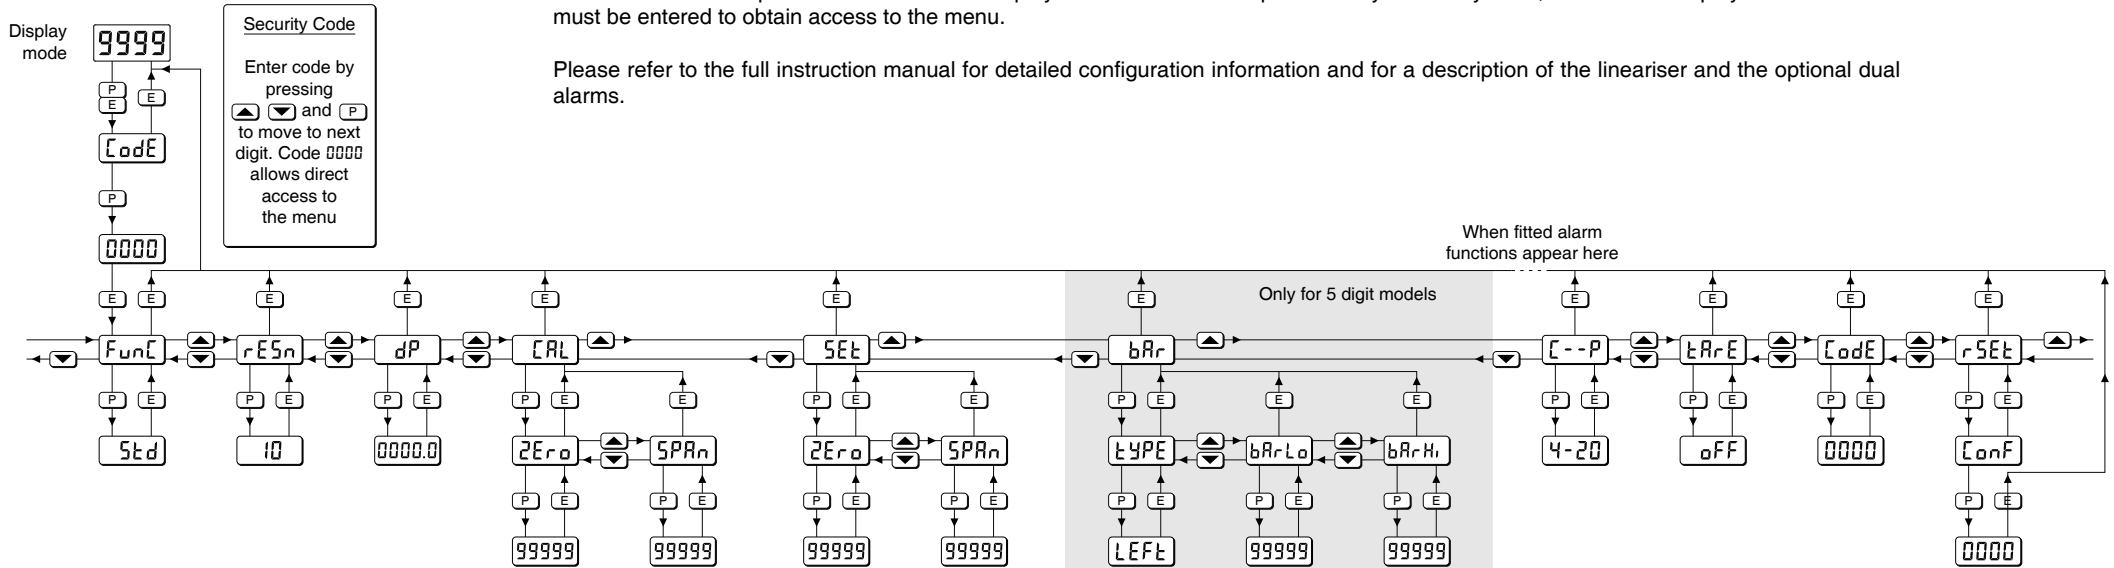 must be entered to obtain access to the menu.
Please refer to the full instruction manual for detailed configuration information and for a description of the lineariser and the optional dual
alarms.
Display
mode
9999
Security Code
Enter code by
pressing
▲ ▼ and P
to move to next
digit. Code 0000
allows direct
access to
the menu
P
E
E
CodE
P
0000
When fitted alarm
functions appear here
Only for 5 digit models
E E E E E E E E E E E
FunC rESn dP CAL SEt bAr C--P tArE CodE rSEt
P E P E P E P E E P E E P E E E P E P E P E P E
Std 10 0000.0 2Ero SPAn 2Ero SPAn tYPE bArLo bArHi 4-20 oFF 0000 ConF
P E P E P E P E P E P E P E P E
99999 99999 99999 99999 LEFt 99999 99999 0000